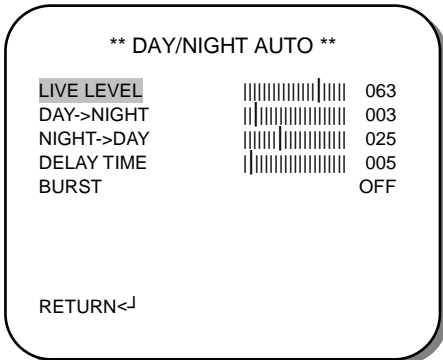 ** DAY/NIGHT AUTO **
LIVE LEVEL 063
DAY->NIGHT 003
NIGHT->DAY 025
DELAY TIME 005
BURST OFF
RETURN<┘